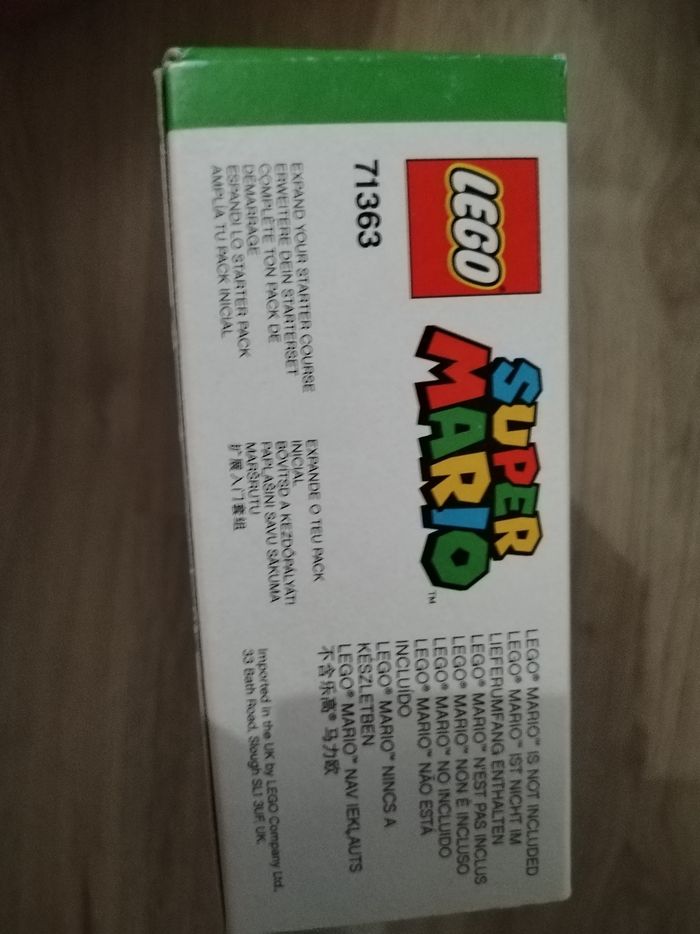 LEGO®
SUPER
MARIO™
71363
EXPAND YOUR STARTER COURSE
ERWEITERE DEIN STARTERSET
COMPLÈTE TON PACK DE
DÉMARRAGE
ESPANDI LO STARTER PACK
AMPLÍA TU PACK INICIAL
EXPANDE O TEU PACK
INICIAL
BŐVÍTSD A KEZDŐPÁLYÁT!
PAPLAŠINI SAVU SĀKUMA
MARŠRUTU
扩展入门套组
LEGO® MARIO™ IS NOT INCLUDED
LEGO® MARIO™ IST NICHT IM
LIEFERUMFANG ENTHALTEN
LEGO® MARIO™ N'EST PAS INCLUS
LEGO® MARIO™ NON È INCLUSO
LEGO® MARIO™ NO INCLUIDO
LEGO® MARIO™ NÃO ESTÁ
INCLUÍDO
LEGO® MARIO™ NINCS A
KÉSZLETBEN
LEGO® MARIO™ NAV IEKĻAUTS
不含乐高® 马力欧
Imported in the UK by LEGO Company Ltd.,
33 Bath Road, Slough SL1 3UF, UK.